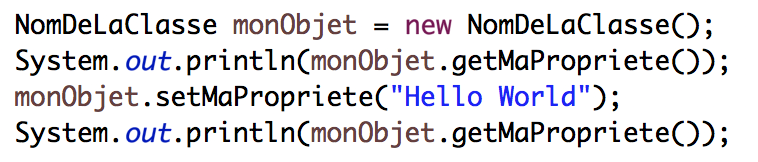 NomDeLaClasse monObjet = new NomDeLaClasse();
System.out.println(monObjet.getMaPropriete());
monObjet.setMaPropriete("Hello World");
System.out.println(monObjet.getMaPropriete());